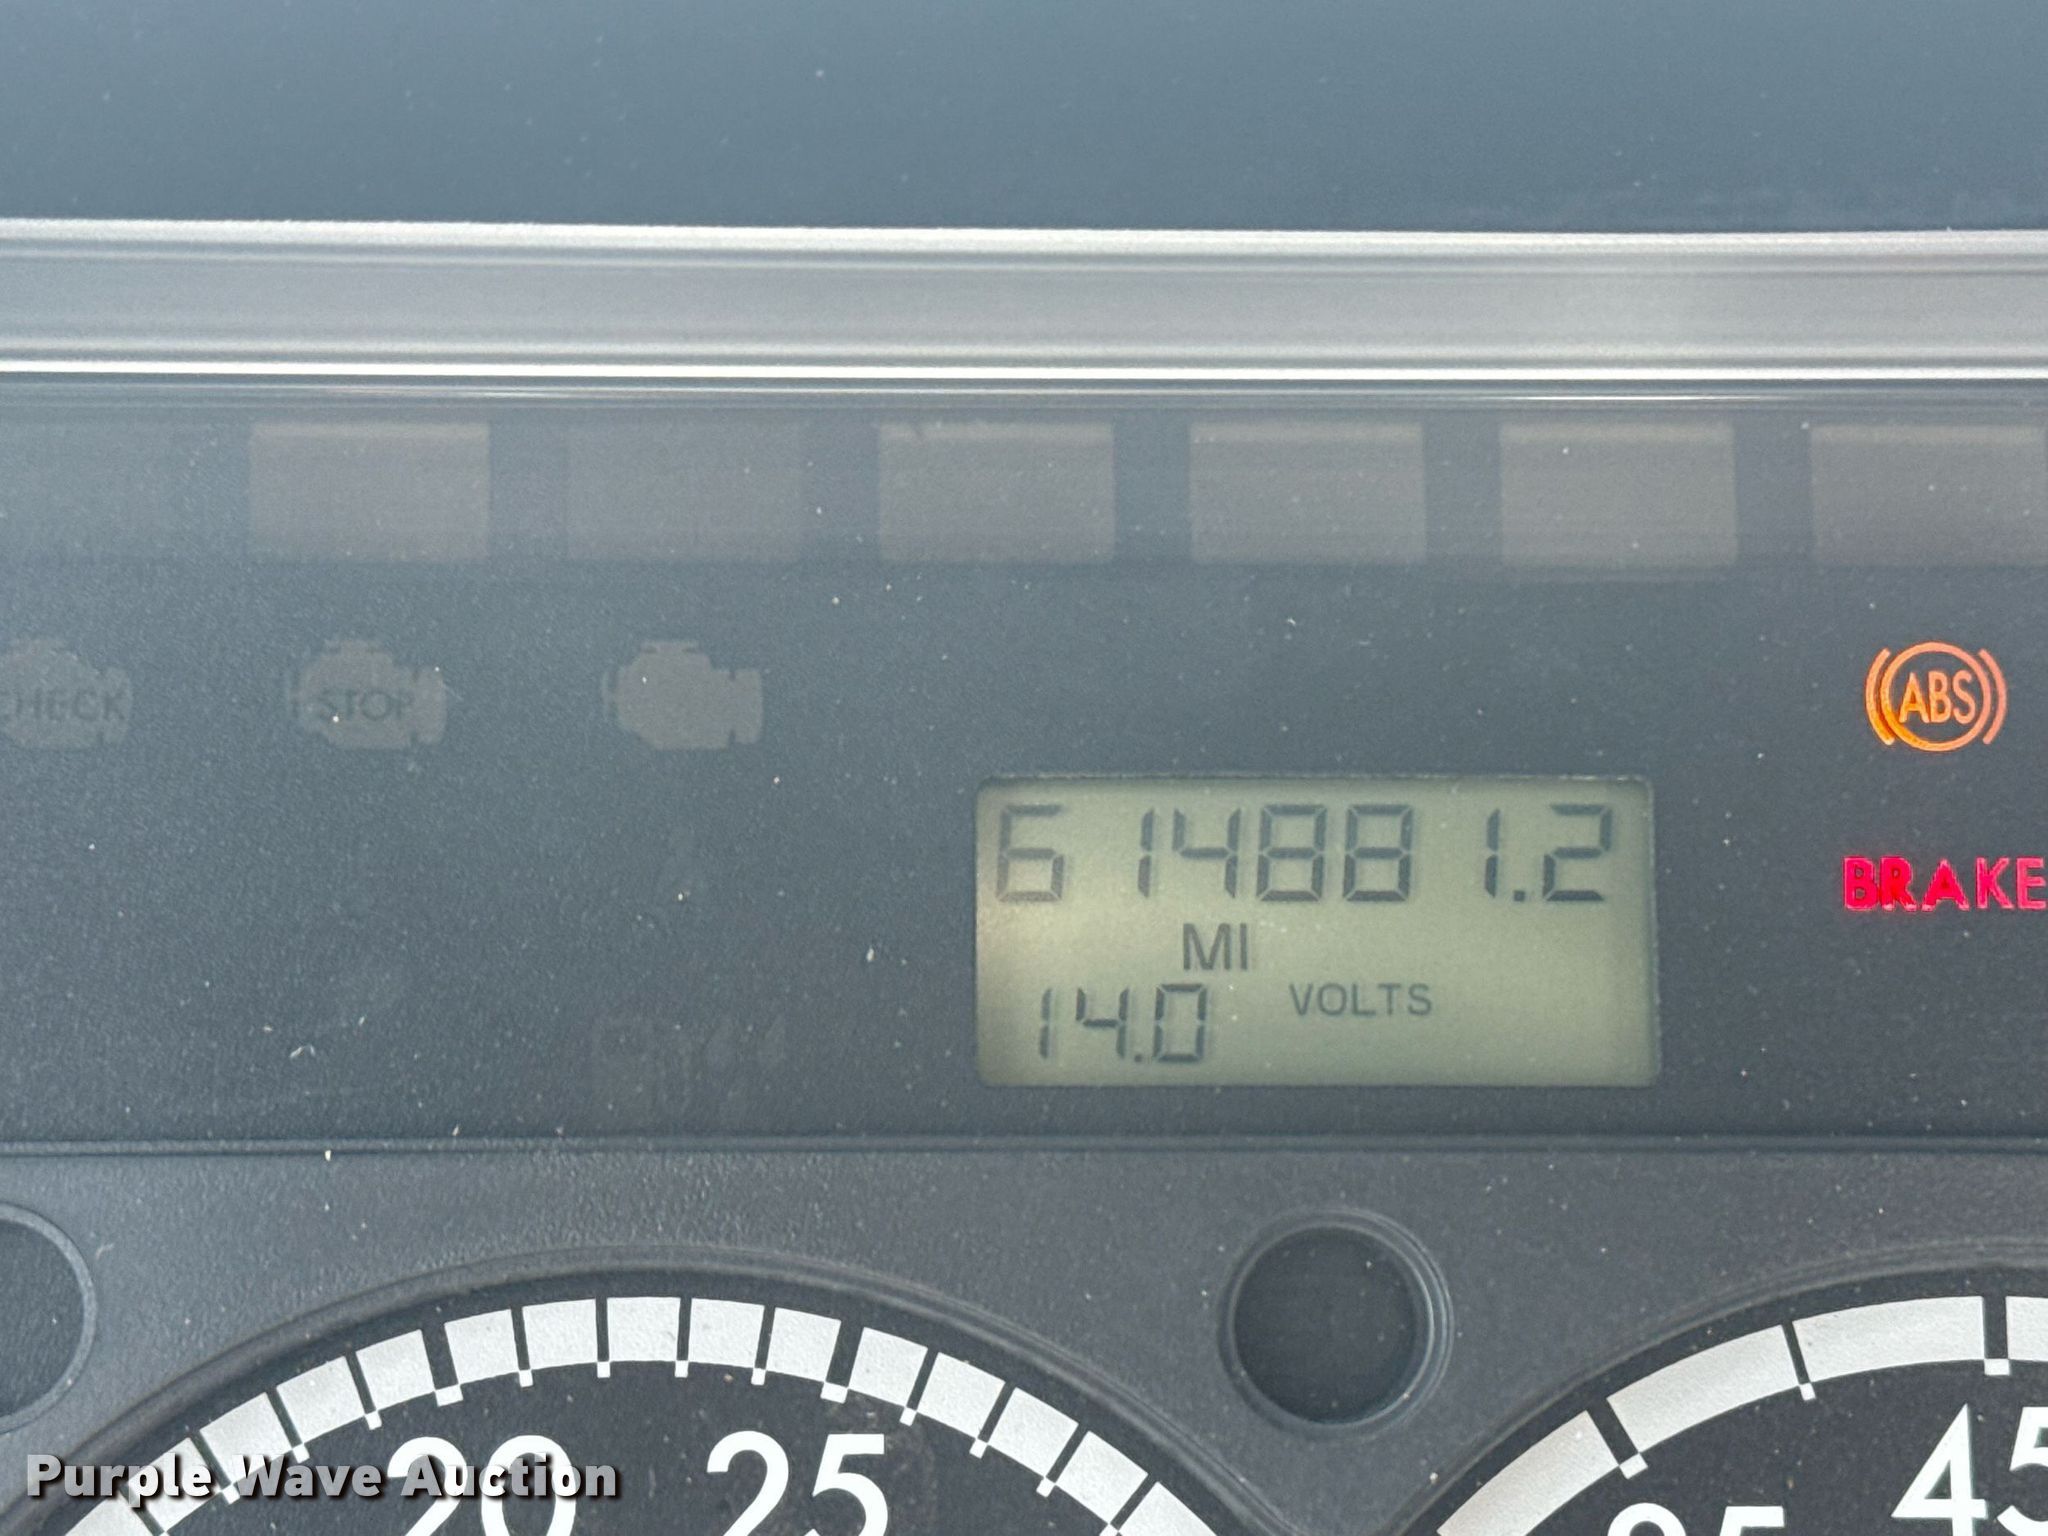 CHECK
STOP
ABS
614881.2
BRAKE
MI
14.0 VOLTS
20 25
45
Purple Wave Auction